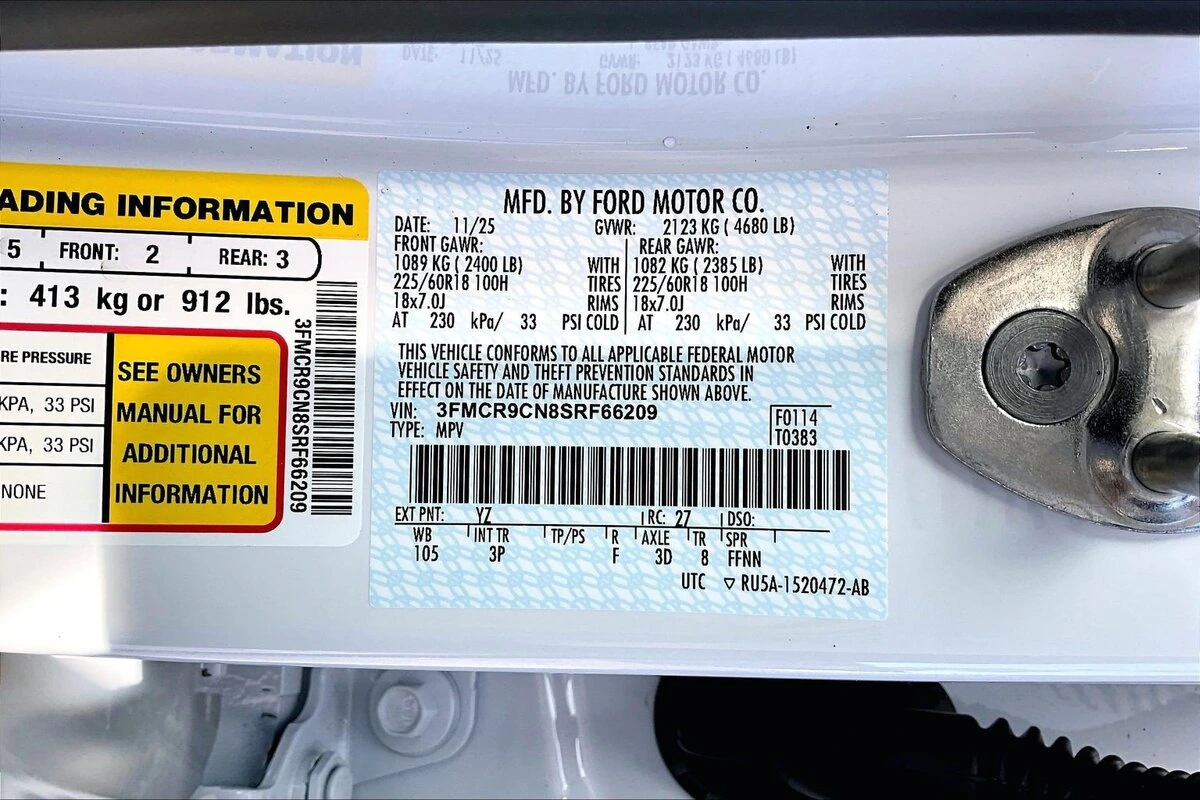 ADING INFORMATION
5 FRONT: 2 REAR: 3
: 413 kg or 912 lbs.
RE PRESSURE
KPA, 33 PSI
KPA, 33 PSI
NONE
SEE OWNERS
MANUAL FOR
ADDITIONAL
INFORMATION
3FMCR9CN8SRF66209
MFD. BY FORD MOTOR CO.
DATE: 11/25 GVWR: 2123 KG ( 4680 LB)
FRONT GAWR: REAR GAWR:
1089 KG ( 2400 LB) WITH 1082 KG ( 2385 LB) WITH
225/60R18 100H TIRES 225/60R18 100H TIRES
18x7.0J RIMS 18x7.0J RIMS
AT 230 kPa/ 33 PSI COLD AT 230 kPa/ 33 PSI COLD
THIS VEHICLE CONFORMS TO ALL APPLICABLE FEDERAL MOTOR
VEHICLE SAFETY AND THEFT PREVENTION STANDARDS IN
EFFECT ON THE DATE OF MANUFACTURE SHOWN ABOVE.
VIN: 3FMCR9CN8SRF66209 F0114
TYPE: MPV T0383
EXT PNT: YZ RC: 27 DSO:
WB INT TR TP/PS R AXLE TR SPR
105 3P F 3D 8 FFNN
UTC ▽ RU5A-1520472-AB